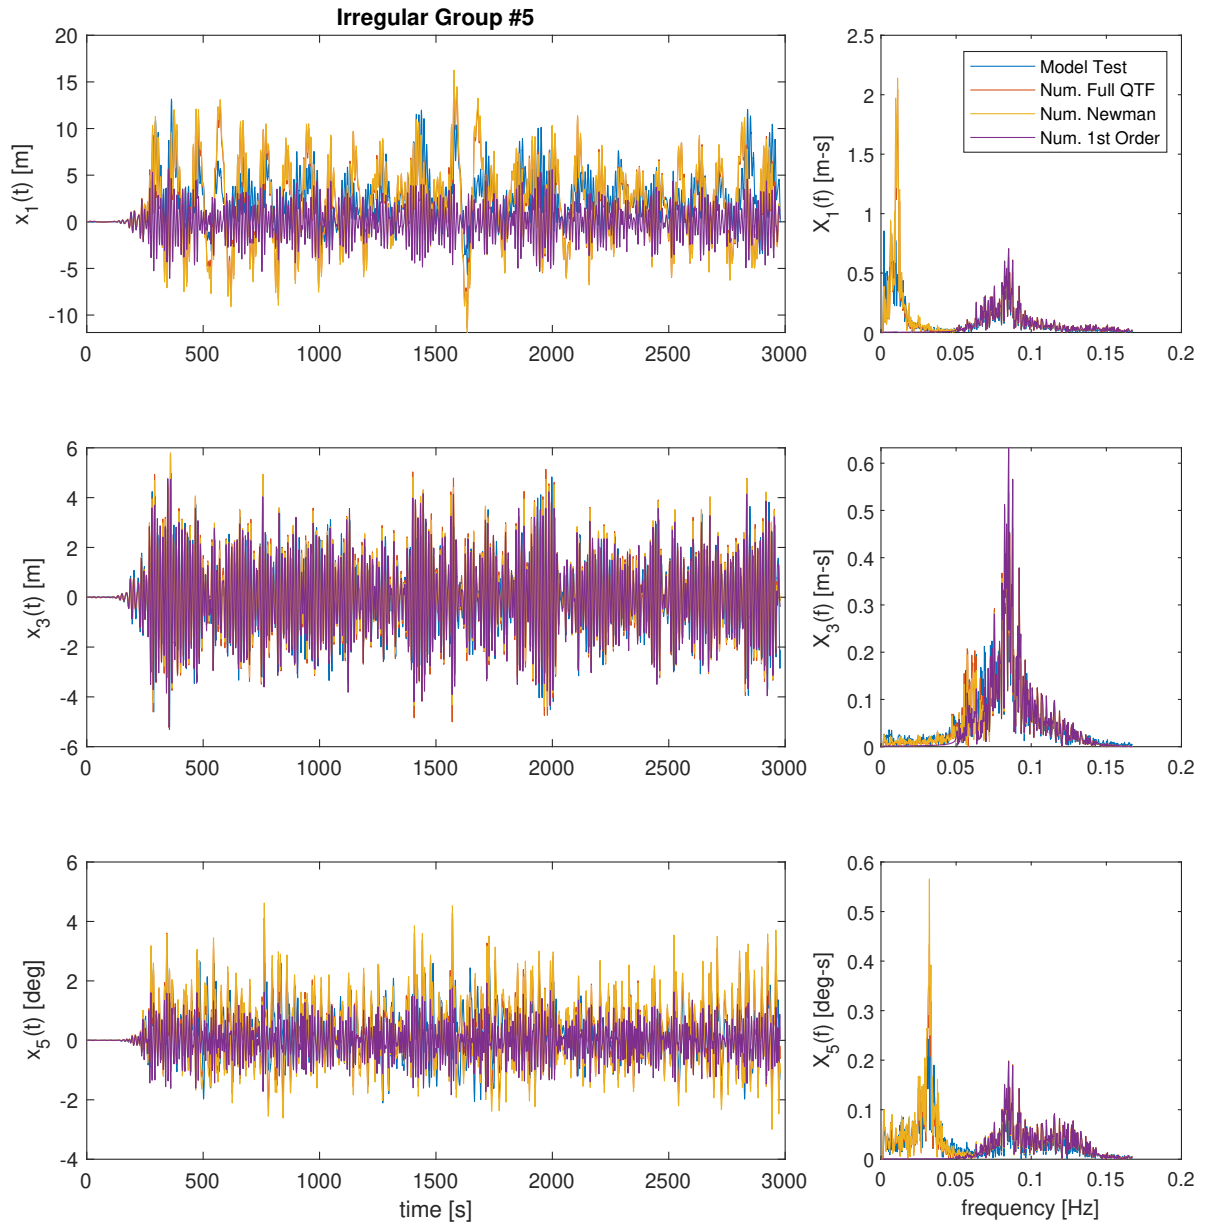 Irregular Group #5
x1(t) [m]
20
15
10
5
0
-5
-10
0 500 1000 1500 2000 2500 3000
X1(f) [m-s]
2.5
2
1.5
1
0.5
0
0 0.05 0.1 0.15 0.2
Model Test
Num. Full QTF
Num. Newman
Num. 1st Order
x3(t) [m]
6
4
2
0
-2
-4
-6
0 500 1000 1500 2000 2500 3000
X3(f) [m-s]
0.6
0.5
0.4
0.3
0.2
0.1
0
0 0.05 0.1 0.15 0.2
x5(t) [deg]
6
4
2
0
-2
-4
0 500 1000 1500 2000 2500 3000
time [s]
X5(f) [deg-s]
0.6
0.5
0.4
0.3
0.2
0.1
0
0 0.05 0.1 0.15 0.2
frequency [Hz]